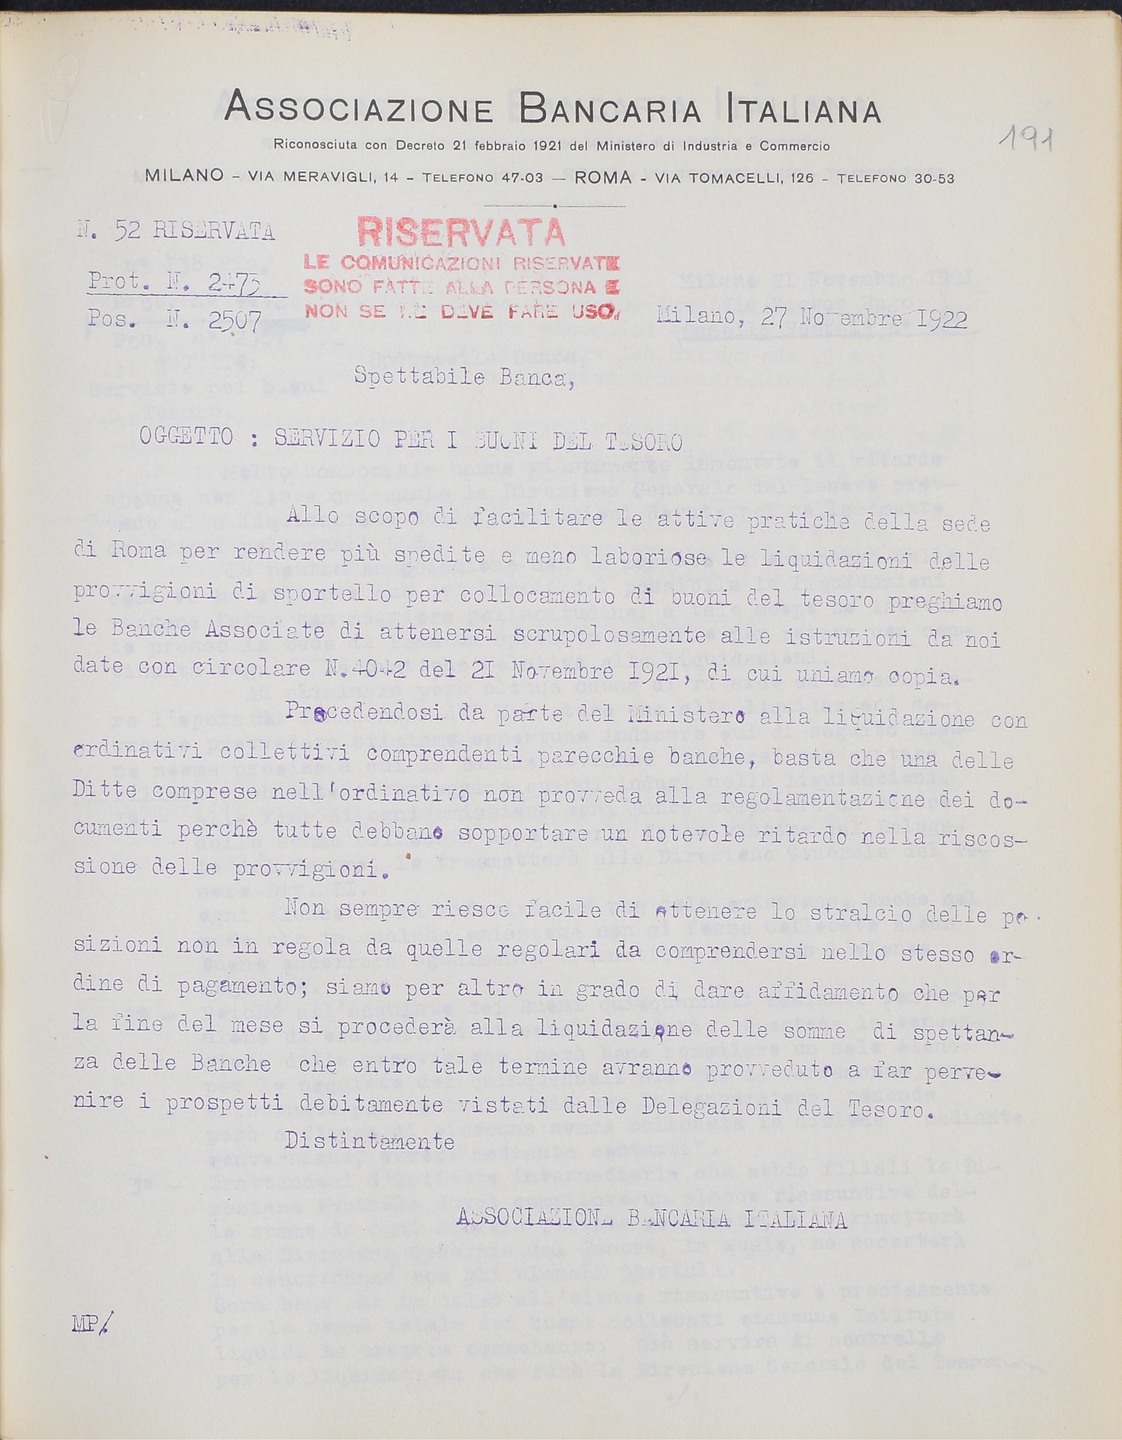 ASSOCIAZIONE BANCARIA ITALIANA
Riconosciuta con Decreto 21 febbraio 1921 del Ministero di Industria e Commercio
191
MILANO – VIA MERAVIGLI, 14 – TELEFONO 47-03 — ROMA - VIA TOMACELLI, 126 – TELEFONO 30-53
N. 52 RISERVATA
RISERVATA
LE COMUNICAZIONI RISERVATE
SONO FATTE ALLA PERSONA E
NON SE NE DEVE FARE USO.
Prot. N. 2473
Pos. N. 2507
Milano, 27 Novembre 1922
Spettabile Banca,
OGGETTO : SERVIZIO PER I BUONI DEL TESORO
Allo scopo di facilitare le attive pratiche della sede
di Roma per rendere più spedite e meno laboriose le liquidazioni delle
provvigioni di sportello per collocamento di buoni del tesoro preghiamo
le Banche Associate di attenersi scrupolosamente alle istruzioni da noi
date con circolare N.4042 del 21 Novembre 1921, di cui uniamo copia.
Procedendosi da parte del Ministero alla liquidazione con
ordinativi collettivi comprendenti parecchie banche, basta che una delle
Ditte comprese nell'ordinativo non provveda alla regolamentazione dei do-
cumenti perchè tutte debbano sopportare un notevole ritardo nella riscos-
sione delle provvigioni.
Non sempre riesce facile di ottenere lo stralcio delle po-
sizioni non in regola da quelle regolari da comprendersi nello stesso or-
dine di pagamento; siamo per altro in grado di dare affidamento che per
la fine del mese si procederà alla liquidazione delle somme di spettan-
za delle Banche che entro tale termine avranno provveduto a far perve-
nire i prospetti debitamente vistati dalle Delegazioni del Tesoro.
Distintamente
ASSOCIAZIONE BANCARIA ITALIANA
MP/